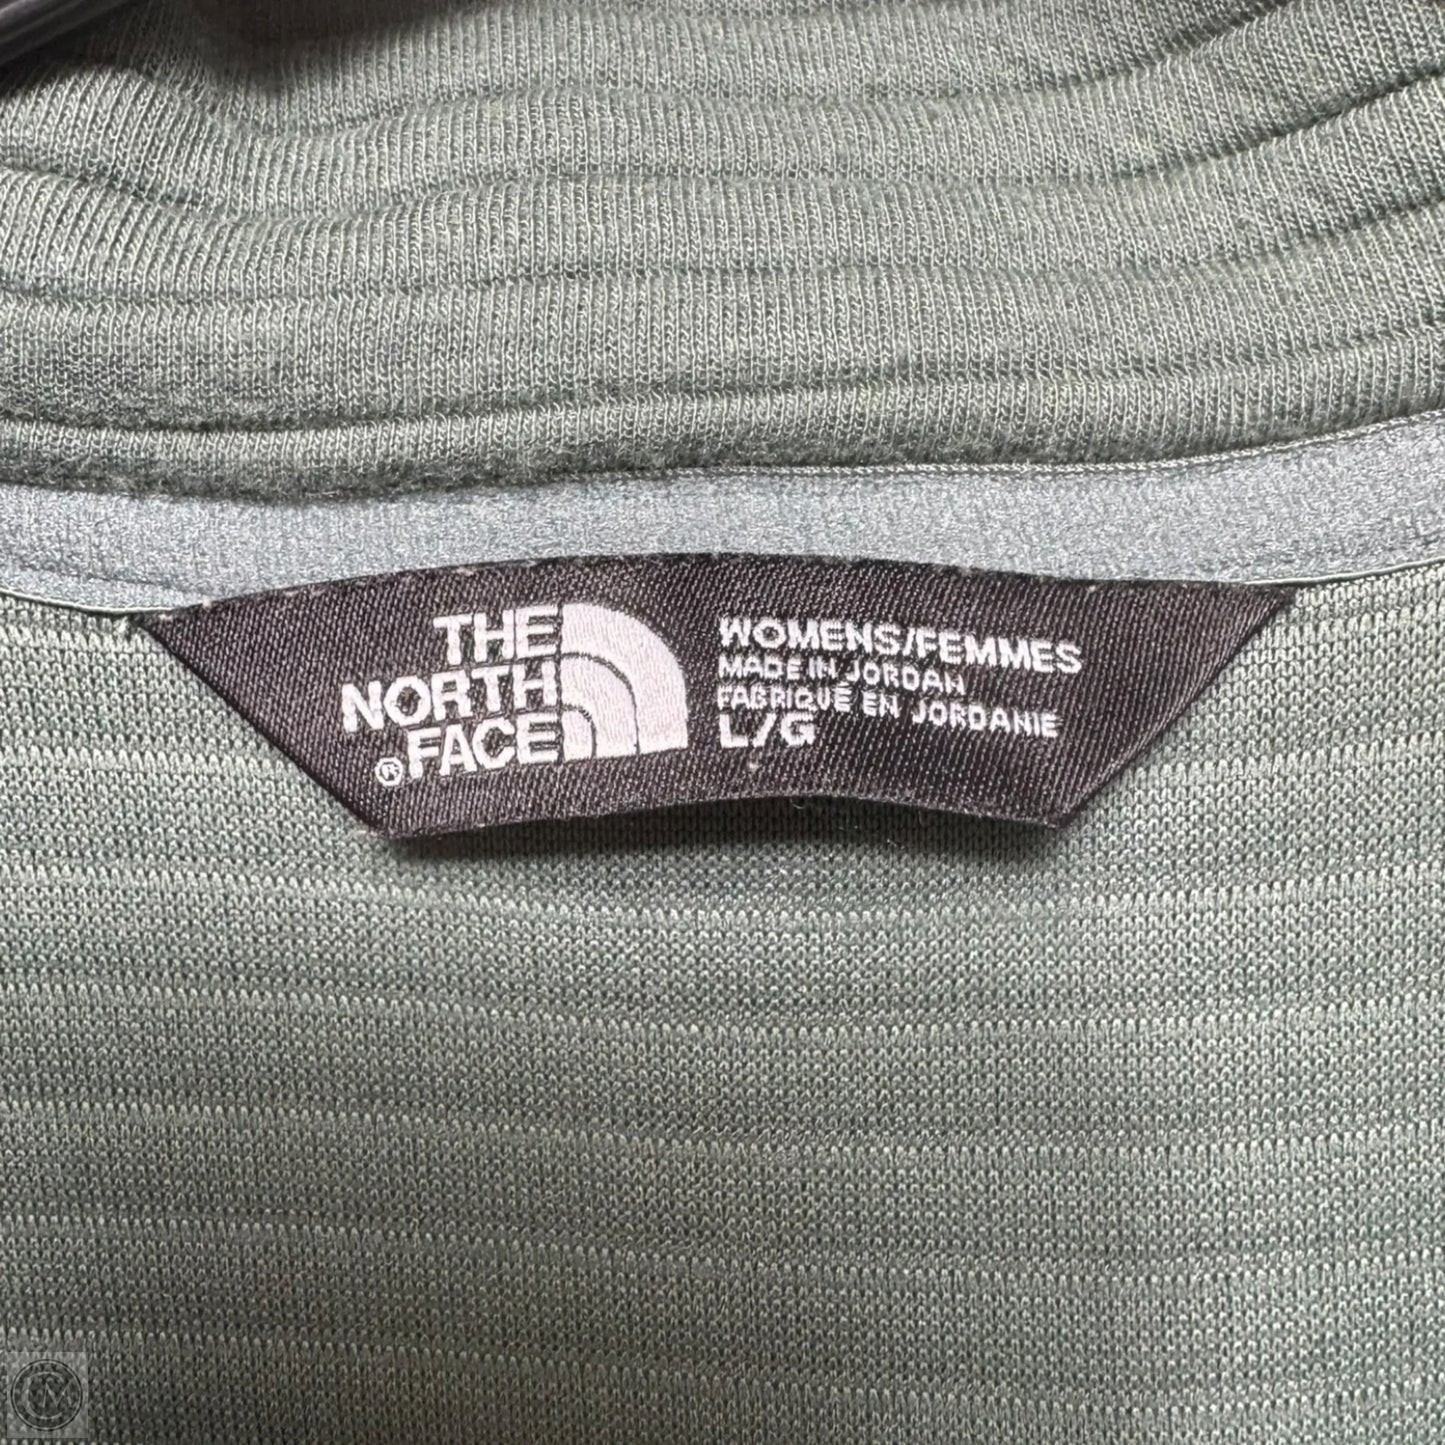 THE
NORTH
FACE®
WOMENS/FEMMES
MADE IN JORDAN
FABRIQUÉ EN JORDANIE
L/G